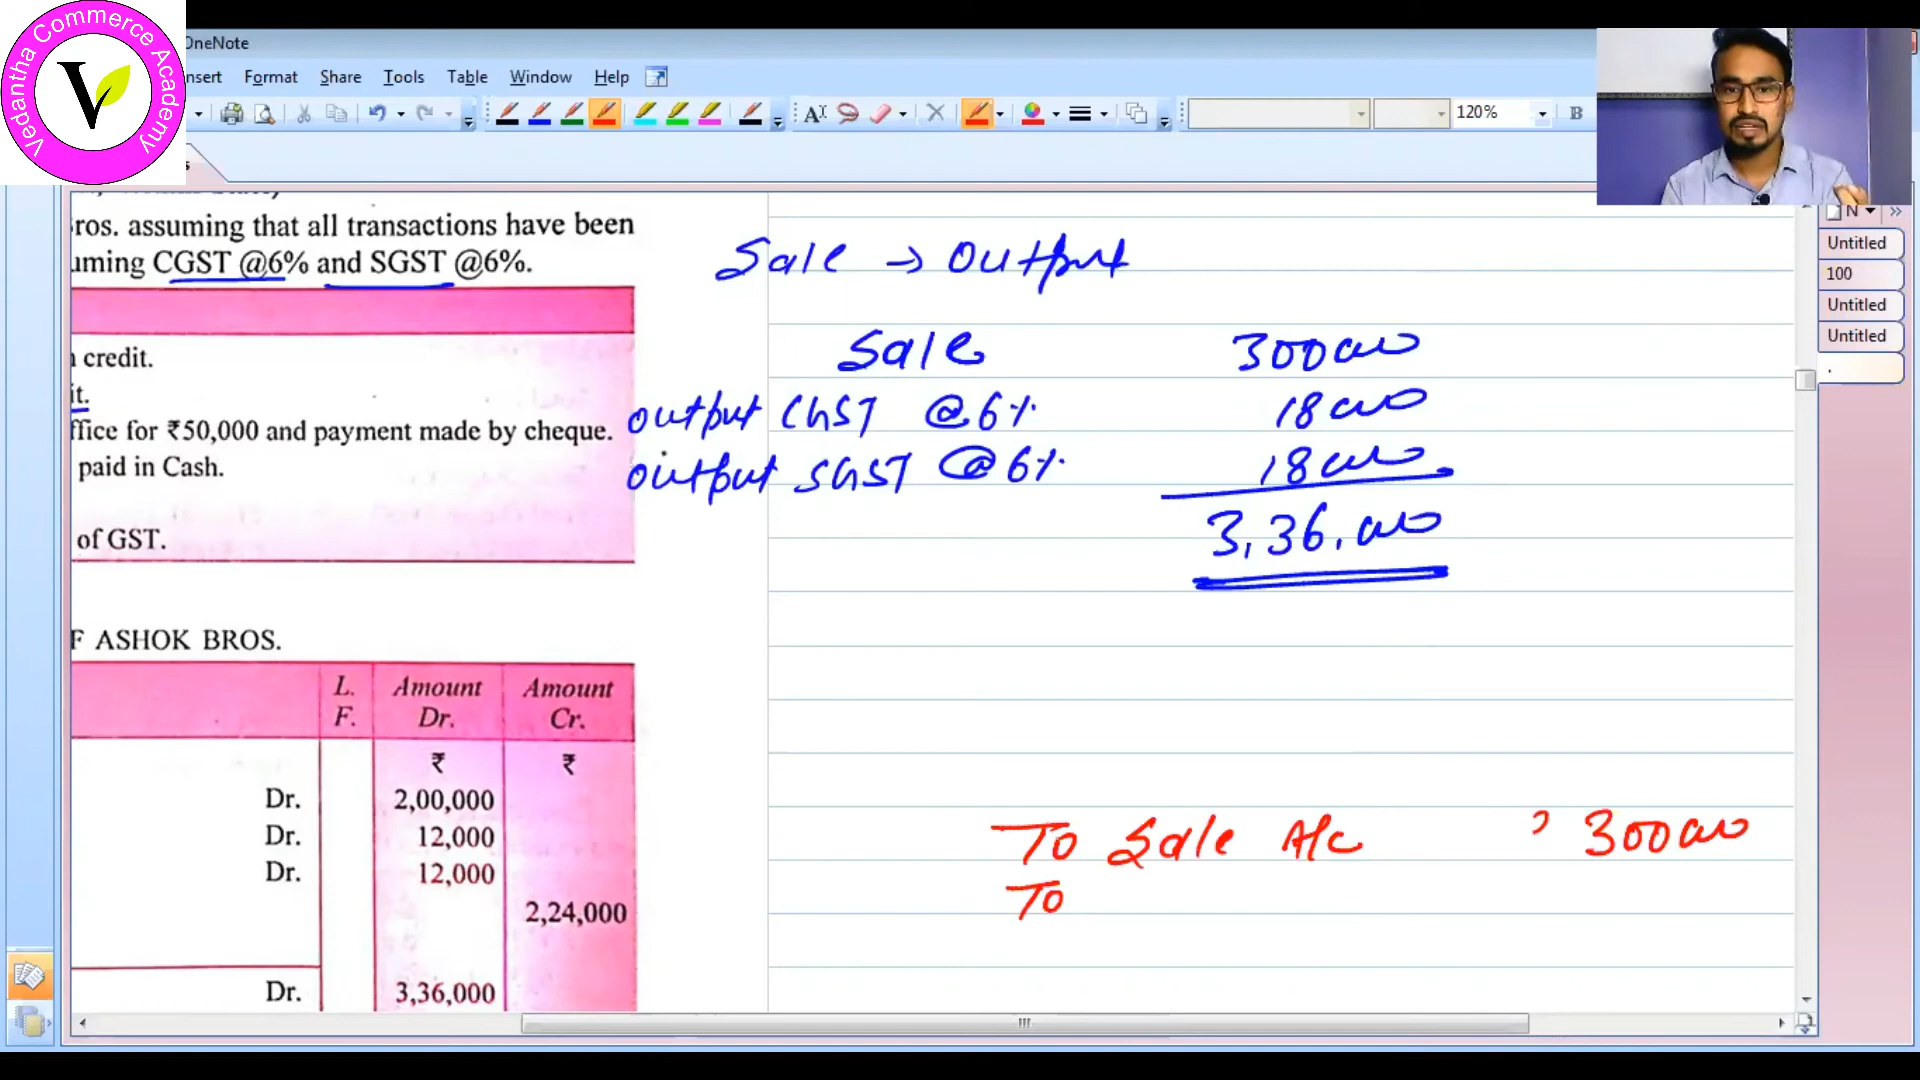 Vedantha Commerce Academy
V
OneNote
nsert Format Share Tools Table Window Help
120% B
N
Untitled
100
Untitled
Untitled
.
ros. assuming that all transactions have been
uming CGST @6% and SGST @6%.
credit.
it.
ffice for ₹50,000 and payment made by cheque.
paid in Cash.
of GST.
F ASHOK BROS.
L. F. Amount Dr. Amount Cr.
₹ ₹
Dr. 2,00,000
Dr. 12,000
Dr. 12,000
2,24,000
Dr. 3,36,000
Sale → Output
Sale 300000
output CGST @ 6% 18000
output SGST @ 6% 18000
3,36,000
To Sale A/c 300000
To